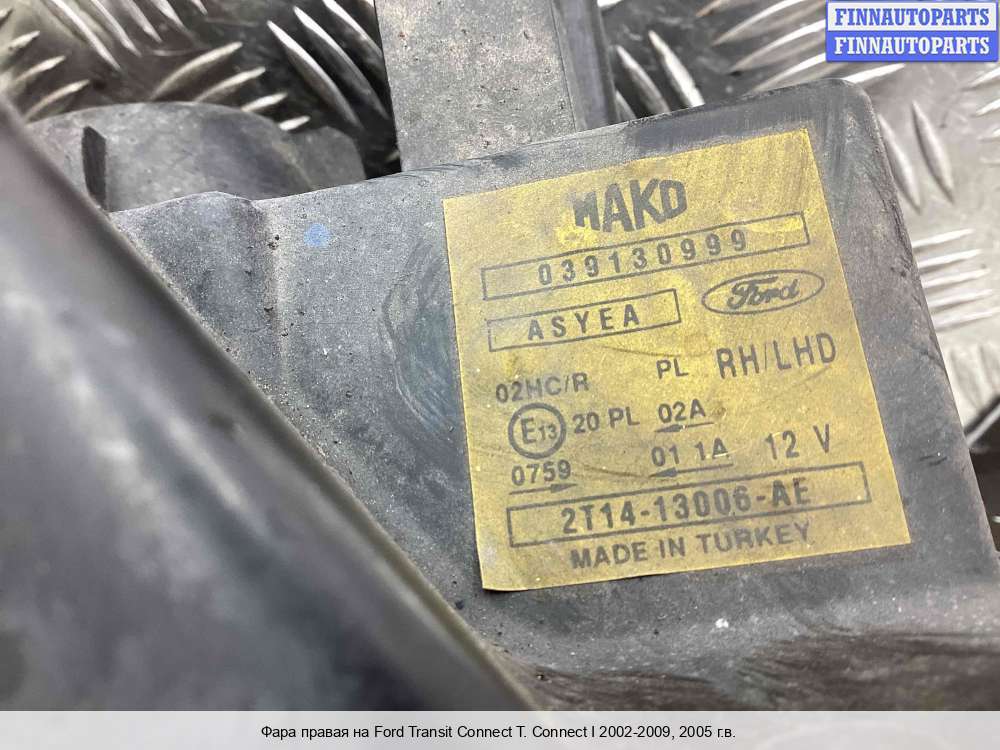 FINNAUTOPARTS
FINNAUTOPARTS
MAKO
039130999
ASYEA
Ford
02HC/R PL RH/LHD
E13 20 PL 02A
0759 01 1A 12 V
2T14-13006-AE
MADE IN TURKEY
Фара правая на Ford Transit Connect T. Connect I 2002-2009, 2005 г.в.